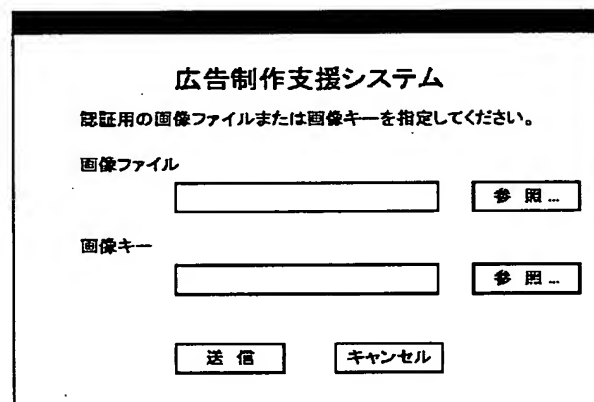 広告制作支援システム
認証用の画像ファイルまたは画像キーを指定してください。
画像ファイル
参 照 ...
画像キー
参 照 ...
送 信
キャンセル